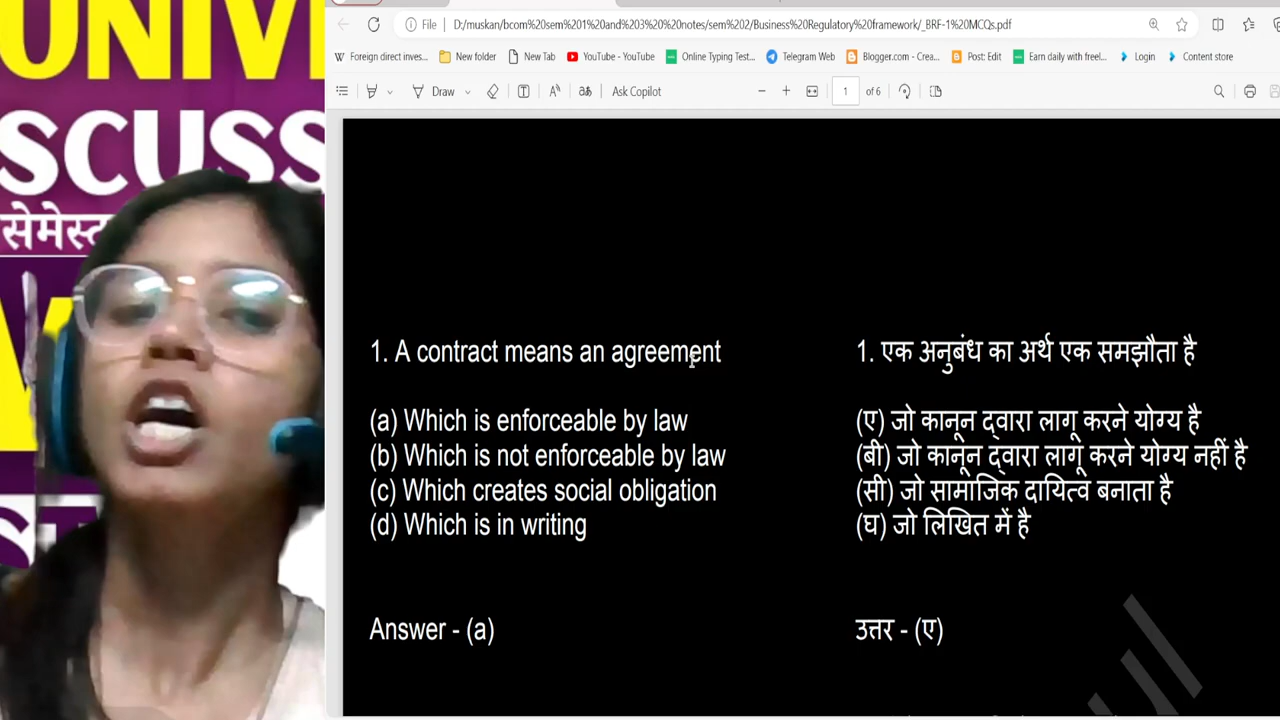 UNIV
SCUSS
सेमेस्ट
File D:/muskan/bcom%20sem%201%20and%203%20%20notes/sem%202/Business%20Regulatory%20framework/_BRF-1%20MCQs.pdf
Foreign direct inves... New folder New Tab YouTube - YouTube Online Typing Test... Telegram Web Blogger.com - Crea... Post: Edit Earn daily with freel... Login Content store
Draw Ask Copilot 1 of 6
1. A contract means an agreement
(a) Which is enforceable by law
(b) Which is not enforceable by law
(c) Which creates social obligation
(d) Which is in writing
Answer - (a)
1. एक अनुबंध का अर्थ एक समझौता है
(ए) जो कानून द्वारा लागू करने योग्य है
(बी) जो कानून द्वारा लागू करने योग्य नहीं है
(सी) जो सामाजिक दायित्व बनाता है
(घ) जो लिखित में है
उत्तर - (ए)
ul